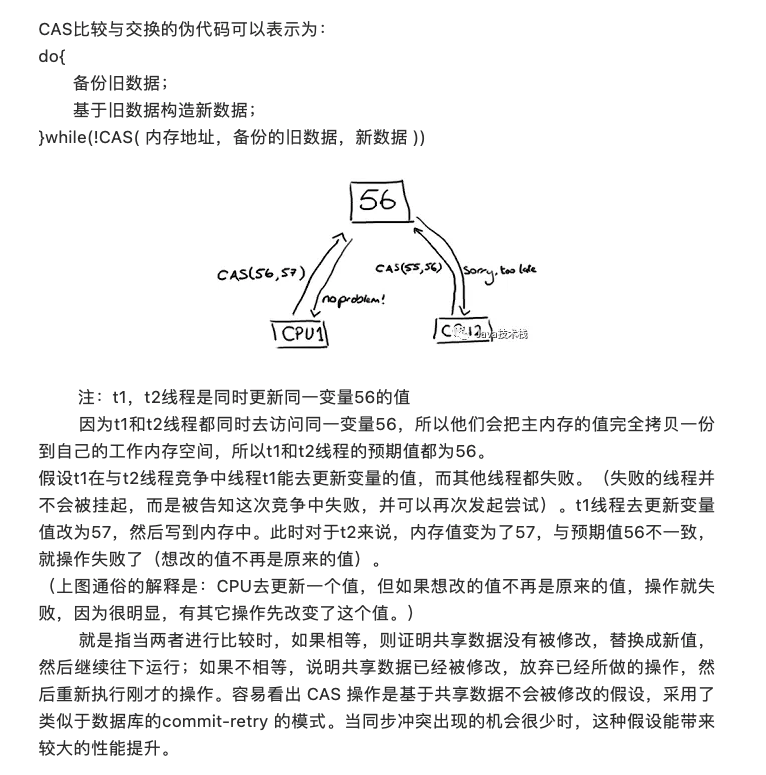 CAS比较与交换的伪代码可以表示为：
do{
备份旧数据；
基于旧数据构造新数据；
}while(!CAS( 内存地址，备份的旧数据，新数据 ))
56
CAS(56,57)
no problem!
CAS(55,56)
Sorry, too late
CPU1
CPU2
Java技术栈
注：t1，t2线程是同时更新同一变量56的值
因为t1和t2线程都同时去访问同一变量56，所以他们会把主内存的值完全拷贝一份
到自己的工作内存空间，所以t1和t2线程的预期值都为56。
假设t1在与t2线程竞争中线程t1能去更新变量的值，而其他线程都失败。（失败的线程并
不会被挂起，而是被告知这次竞争中失败，并可以再次发起尝试）。t1线程去更新变量
值改为57，然后写到内存中。此时对于t2来说，内存值变为了57，与预期值56不一致，
就操作失败了（想改的值不再是原来的值）。
（上图通俗的解释是：CPU去更新一个值，但如果想改的值不再是原来的值，操作就失
败，因为很明显，有其它操作先改变了这个值。）
就是指当两者进行比较时，如果相等，则证明共享数据没有被修改，替换成新值，
然后继续往下运行；如果不相等，说明共享数据已经被修改，放弃已经所做的操作，然
后重新执行刚才的操作。容易看出 CAS 操作是基于共享数据不会被修改的假设，采用了
类似于数据库的commit-retry 的模式。当同步冲突出现的机会很少时，这种假设能带来
较大的性能提升。